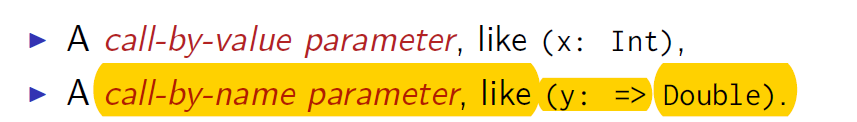 ▶ A call-by-value parameter, like (x: Int),
▶ A call-by-name parameter, like (y: => Double).